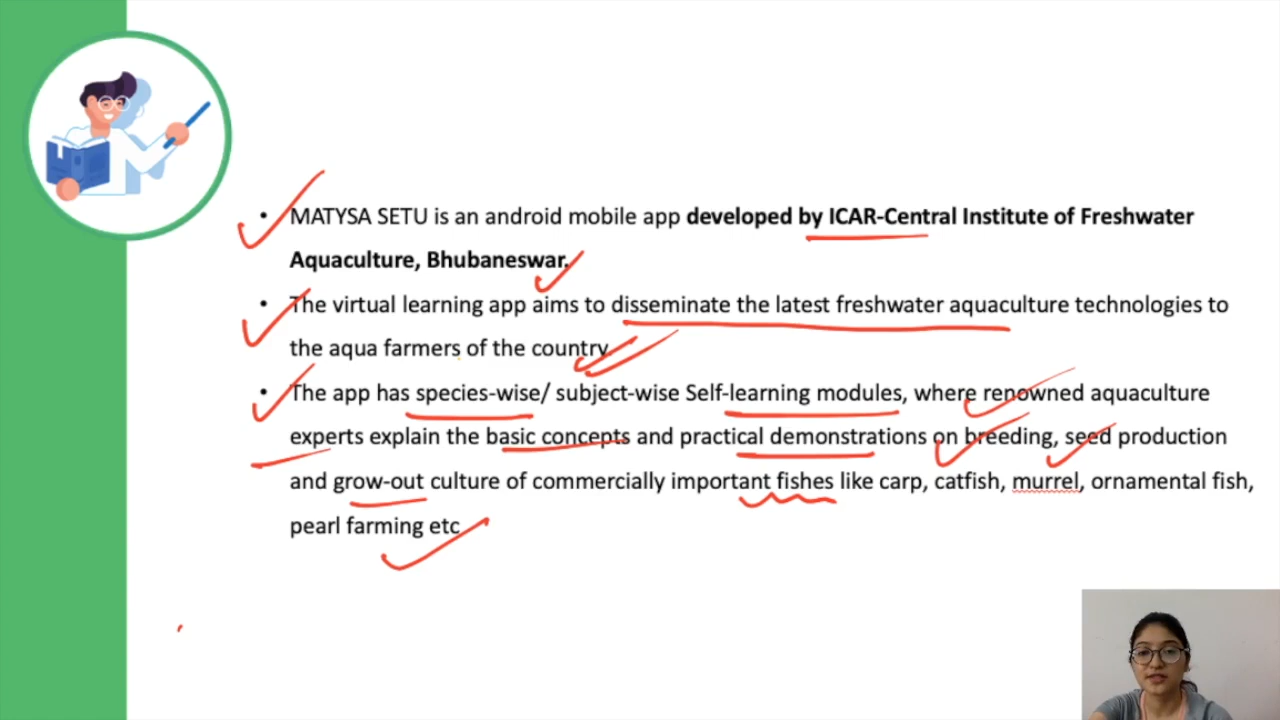 • MATYSA SETU is an android mobile app developed by ICAR-Central Institute of Freshwater
Aquaculture, Bhubaneswar.
• The virtual learning app aims to disseminate the latest freshwater aquaculture technologies to
the aqua farmers of the country
• The app has species-wise/ subject-wise Self-learning modules, where renowned aquaculture
experts explain the basic concepts and practical demonstrations on breeding, seed production
and grow-out culture of commercially important fishes like carp, catfish, murrel, ornamental fish,
pearl farming etc